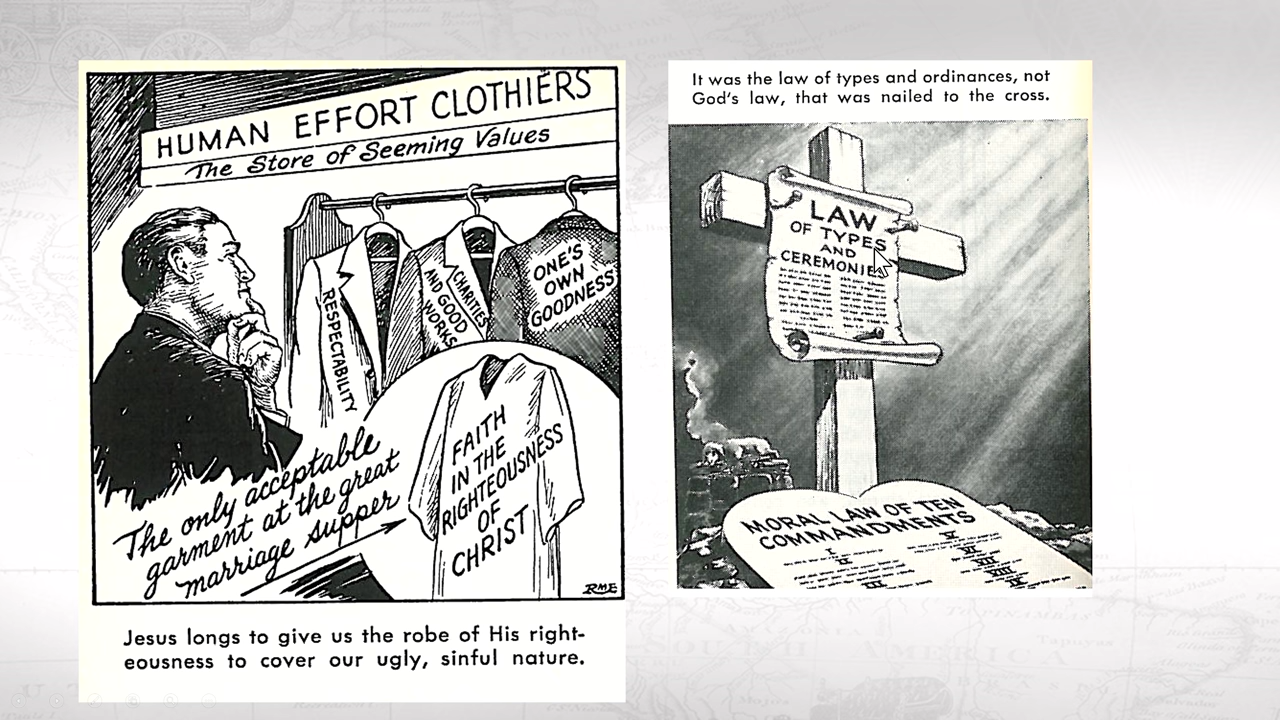 HUMAN EFFORT CLOTHIERS
The Store of Seeming Values
RESPECTABILITY
CHARITIES
AND GOOD
WORKS
ONE'S
OWN
GOODNESS
The only acceptable
garment at the great
marriage supper
FAITH
IN THE
RIGHTEOUSNESS
OF
CHRIST
RME
Jesus longs to give us the robe of His right-
eousness to cover our ugly, sinful nature.
It was the law of types and ordinances, not
God's law, that was nailed to the cross.
LAW
OF TYPES
AND
CEREMONIE
MORAL LAW OF TEN
COMMANDMENTS